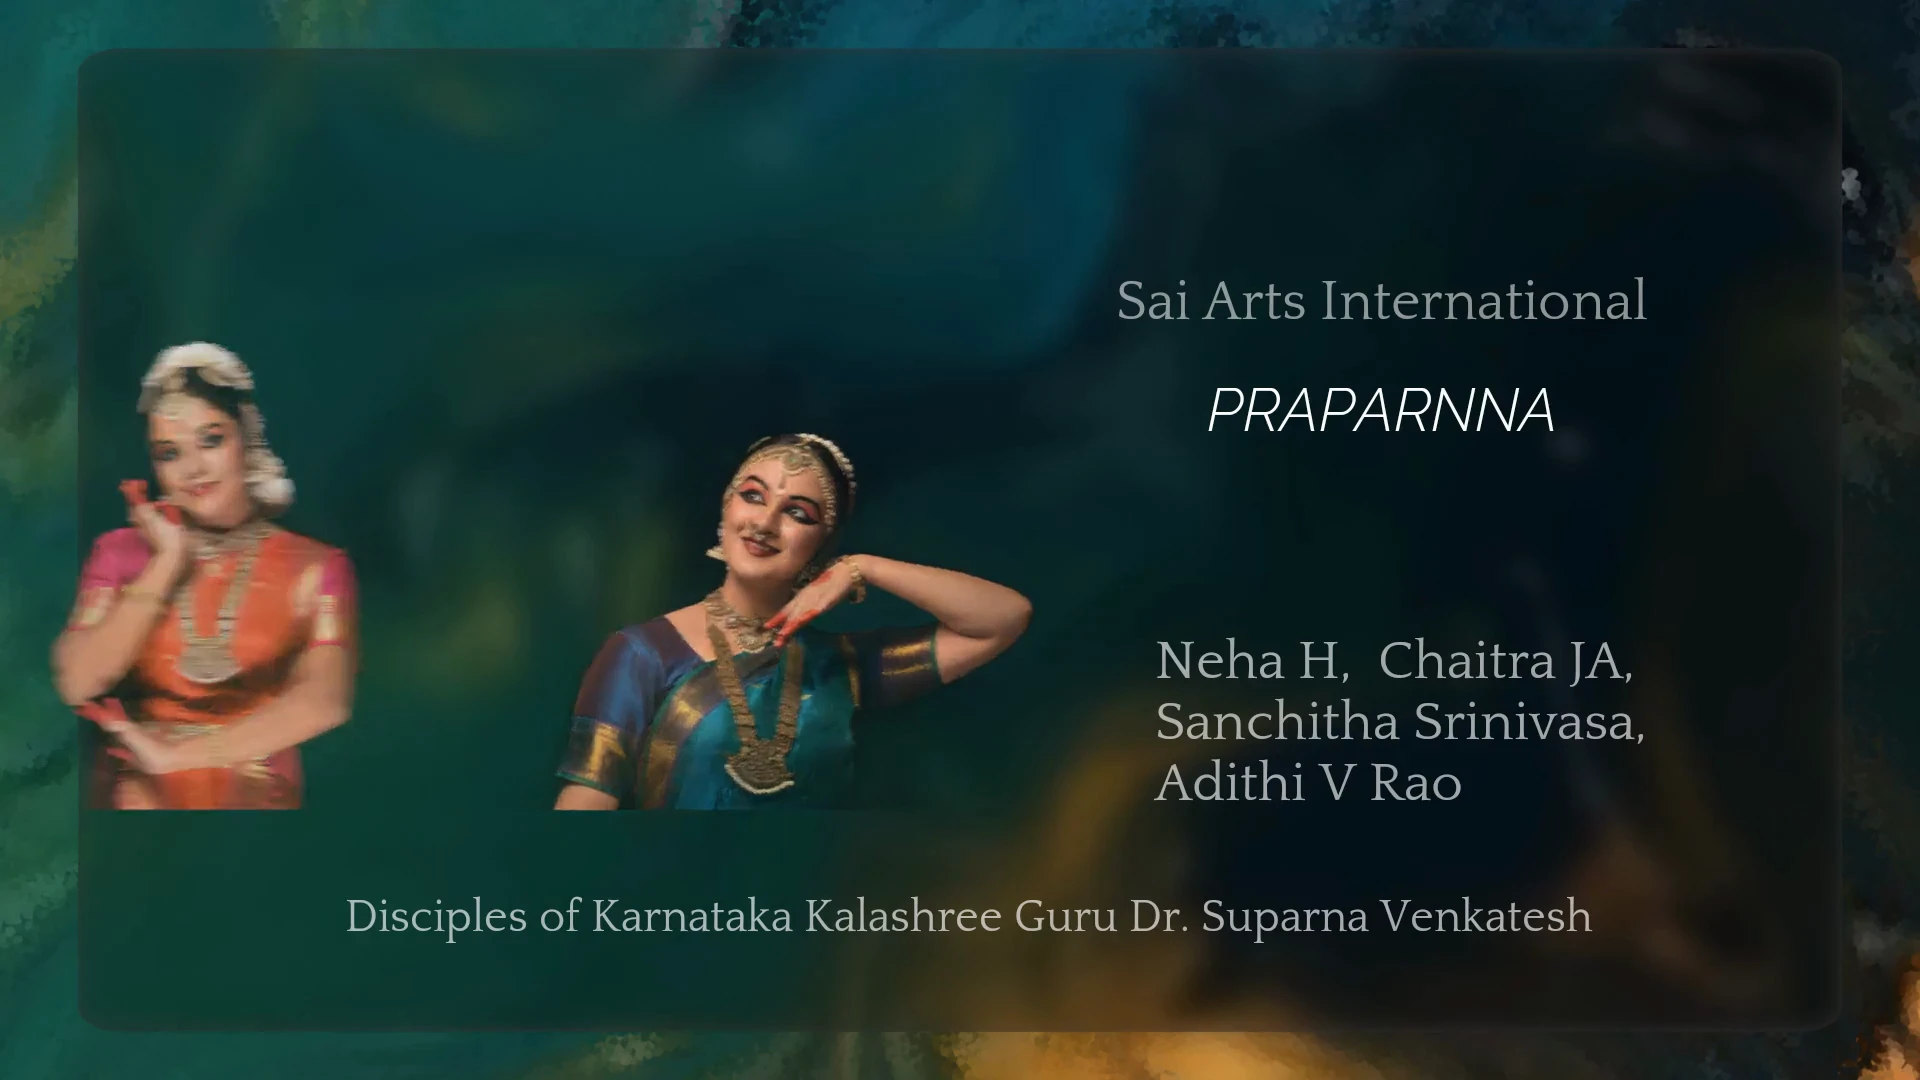 Sai Arts International
PRAPARNNA
Neha H, Chaitra JA,
Sanchitha Srinivasa,
Adithi V Rao
Disciples of Karnataka Kalashree Guru Dr. Suparna Venkatesh